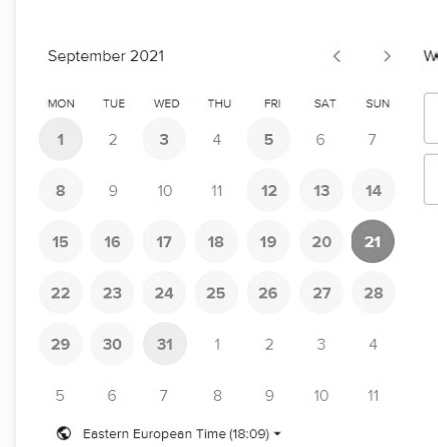 September 2021
MON TUE WED THU FRI SAT SUN
1 2 3 4 5 6 7
8 9 10 11 12 13 14
15 16 17 18 19 20 21
22 23 24 25 26 27 28
29 30 31 1 2 3 4
5 6 7 8 9 10 11
Eastern European Time (18:09)